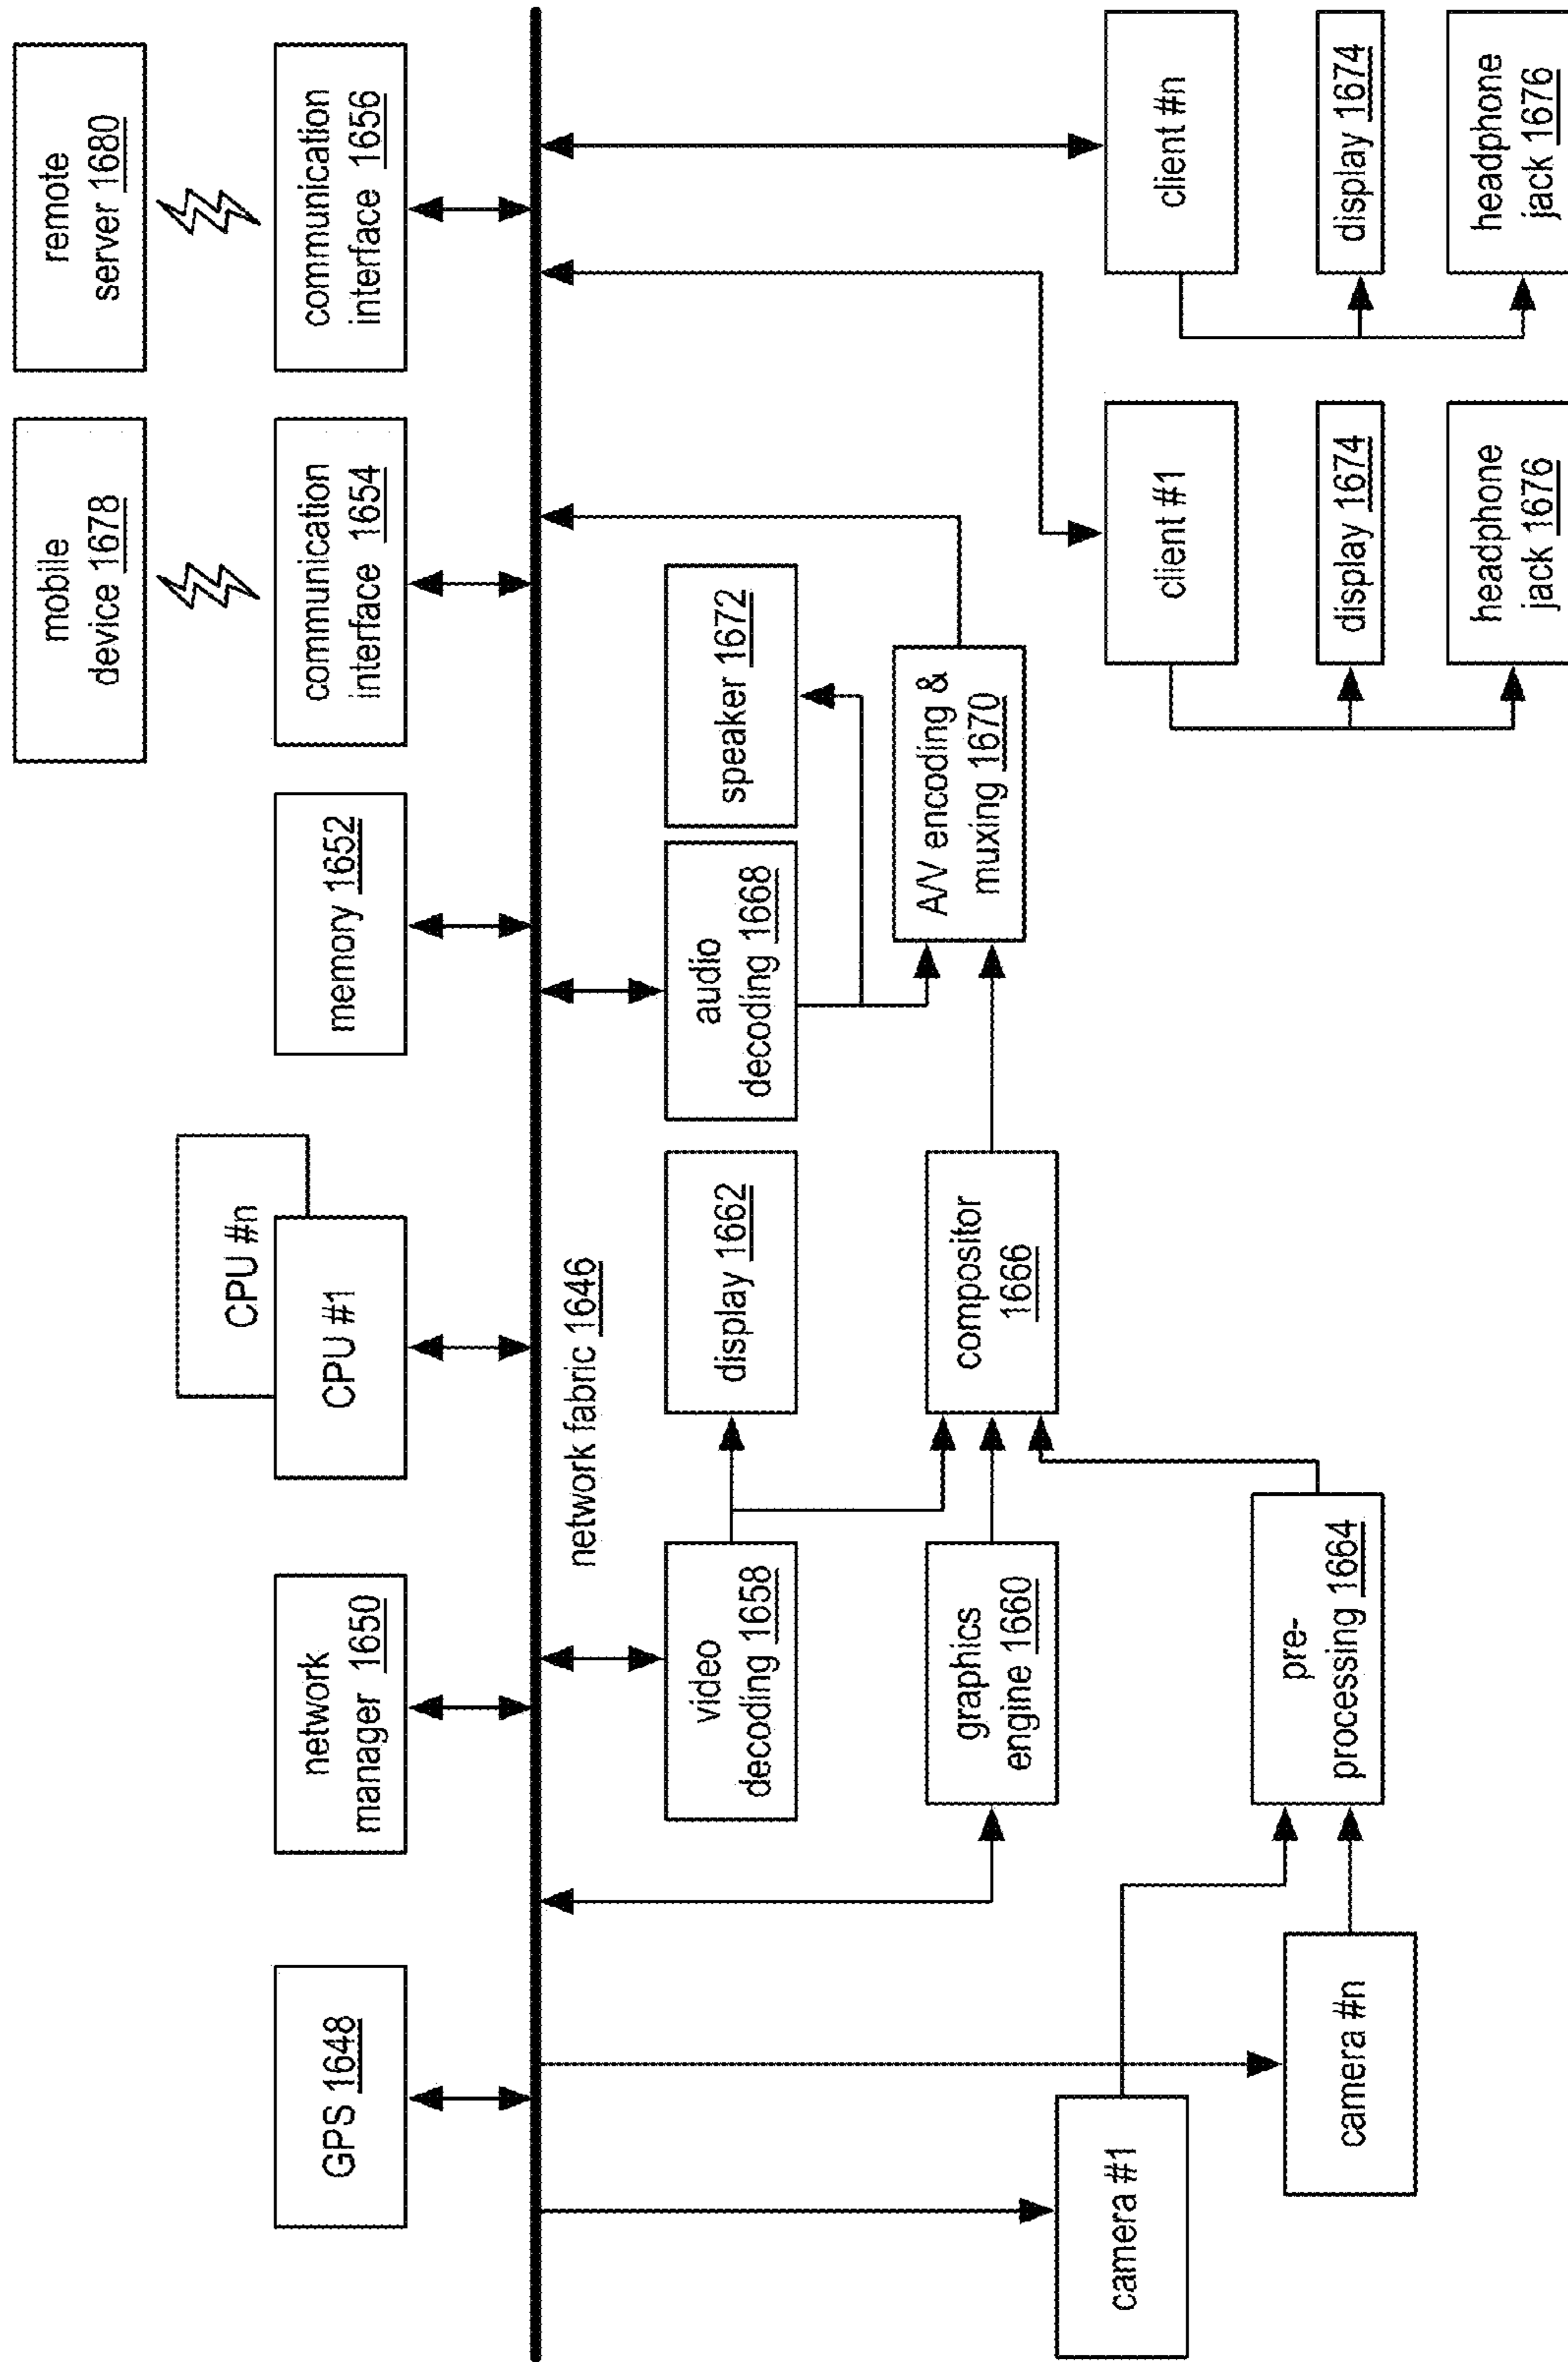 remote
server 1680
mobile
device 1678
CPU #n
GPS 1648
network
manager 1650
CPU #1
memory 1652
communication
interface 1654
communication
interface 1656
network fabric 1646
video
decoding 1658
display 1662
audio
decoding 1668
speaker 1672
graphics
engine 1660
compositor
1666
A/V encoding &
muxing 1670
camera #1
client #1
client #n
camera #n
pre-
processing 1664
display 1674
display 1674
headphone
jack 1676
headphone
jack 1676